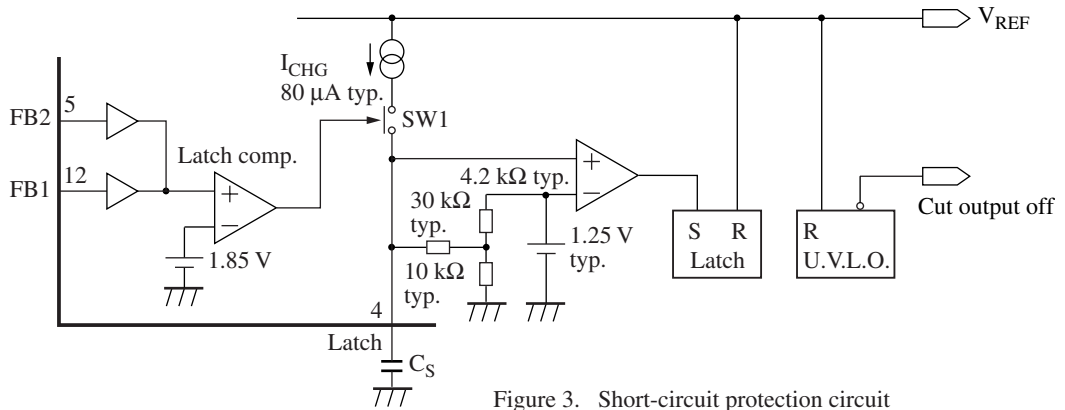 V_REF
I_CHG
80 μA typ.
SW1
FB2
5
FB1
12
Latch comp.
+
−
1.85 V
4.2 kΩ typ.
30 kΩ
typ.
10 kΩ
typ.
+
−
1.25 V
typ.
S R
Latch
R
U.V.L.O.
Cut output off
4
Latch
C_S
Figure 3. Short-circuit protection circuit